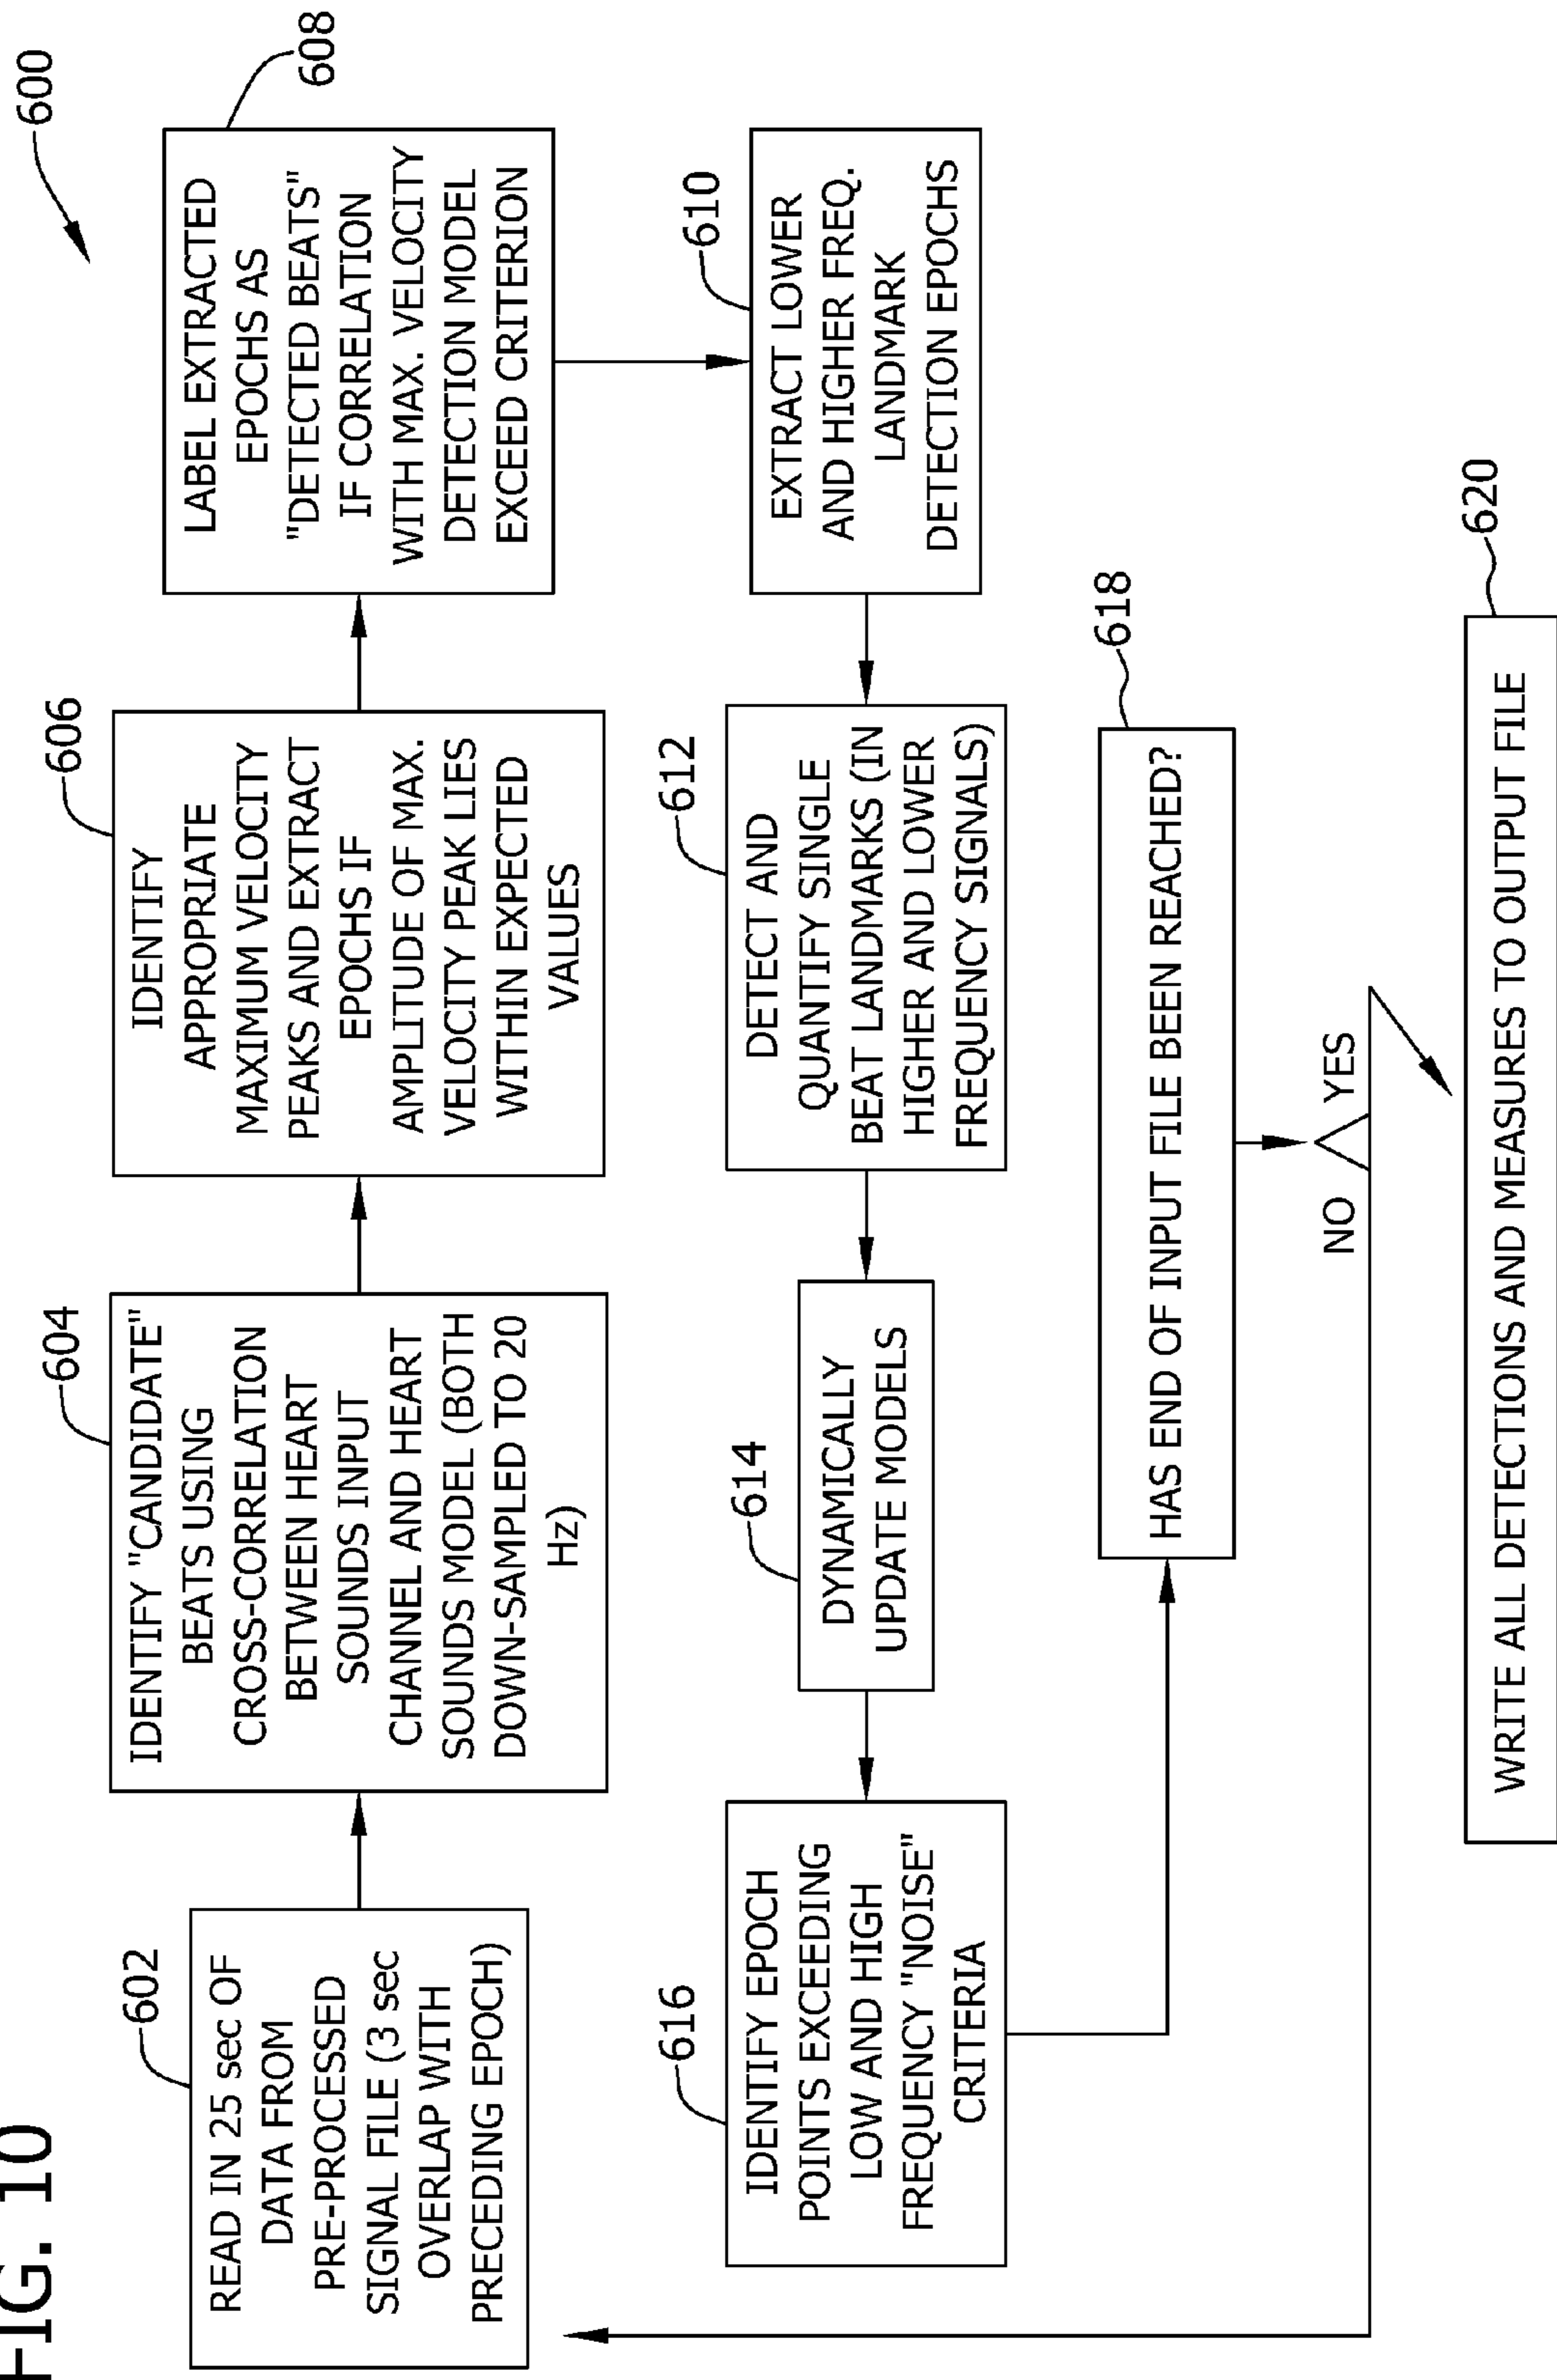 FIG. 10
600
602
READ IN 25 sec OF
DATA FROM
PRE-PROCESSED
SIGNAL FILE (3 sec
OVERLAP WITH
PRECEDING EPOCH)
604
IDENTIFY "CANDIDATE"
BEATS USING
CROSS-CORRELATION
BETWEEN HEART
SOUNDS INPUT
CHANNEL AND HEART
SOUNDS MODEL (BOTH
DOWN-SAMPLED TO 20
Hz)
606
IDENTIFY
APPROPRIATE
MAXIMUM VELOCITY
PEAKS AND EXTRACT
EPOCHS IF
AMPLITUDE OF MAX.
VELOCITY PEAK LIES
WITHIN EXPECTED
VALUES
608
LABEL EXTRACTED
EPOCHS AS
"DETECTED BEATS"
IF CORRELATION
WITH MAX. VELOCITY
DETECTION MODEL
EXCEED CRITERION
610
EXTRACT LOWER
AND HIGHER FREQ.
LANDMARK
DETECTION EPOCHS
612
DETECT AND
QUANTIFY SINGLE
BEAT LANDMARKS (IN
HIGHER AND LOWER
FREQUENCY SIGNALS)
614
DYNAMICALLY
UPDATE MODELS
616
IDENTIFY EPOCH
POINTS EXCEEDING
LOW AND HIGH
FREQUENCY "NOISE"
CRITERIA
618
HAS END OF INPUT FILE BEEN REACHED?
NO YES
620
WRITE ALL DETECTIONS AND MEASURES TO OUTPUT FILE